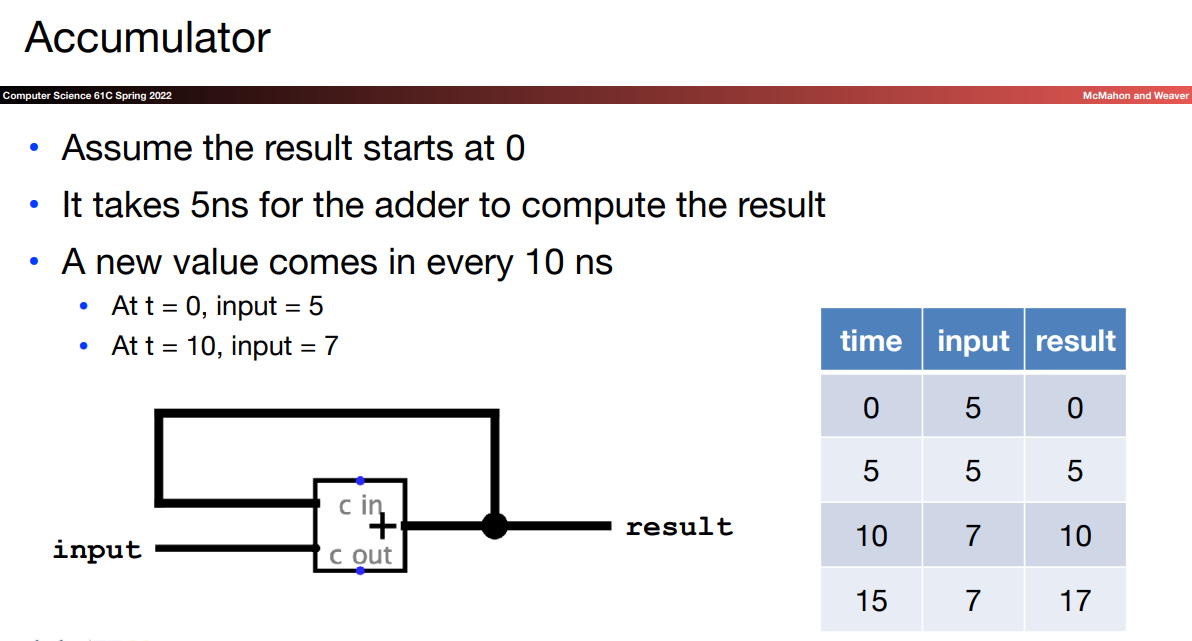 Accumulator
Computer Science 61C Spring 2022
McMahon and Weaver
• Assume the result starts at 0
• It takes 5ns for the adder to compute the result
• A new value comes in every 10 ns
• At t = 0, input = 5
• At t = 10, input = 7
time input result
0 5 0
5 5 5
10 7 10
15 7 17
c in
+
result
input
c out